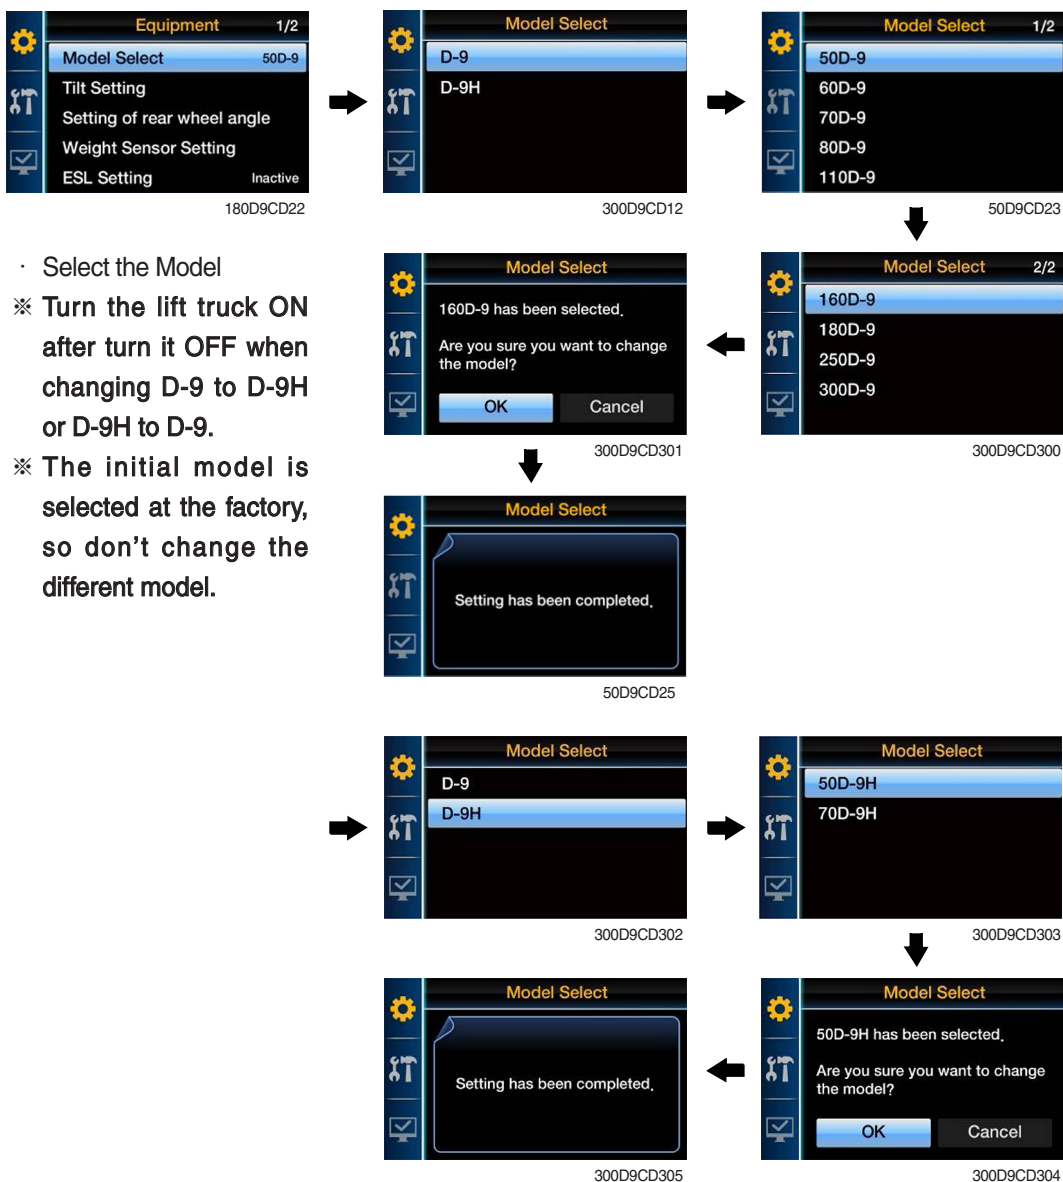 Equipment 1/2
Model Select 50D-9
Tilt Setting
Setting of rear wheel angle
Weight Sensor Setting
ESL Setting Inactive
180D9CD22
Model Select
D-9
D-9H
300D9CD12
Model Select 1/2
50D-9
60D-9
70D-9
80D-9
110D-9
50D9CD23
· Select the Model
※ Turn the lift truck ON
after turn it OFF when
changing D-9 to D-9H
or D-9H to D-9.
※ The initial model is
selected at the factory,
so don't change the
different model.
Model Select 2/2
160D-9
180D-9
250D-9
300D-9
300D9CD300
Model Select
160D-9 has been selected.
Are you sure you want to change
the model?
OK Cancel
300D9CD301
Model Select
Setting has been completed.
50D9CD25
Model Select
D-9
D-9H
300D9CD302
Model Select
50D-9H
70D-9H
300D9CD303
Model Select
50D-9H has been selected.
Are you sure you want to change
the model?
OK Cancel
300D9CD304
Model Select
Setting has been completed.
300D9CD305